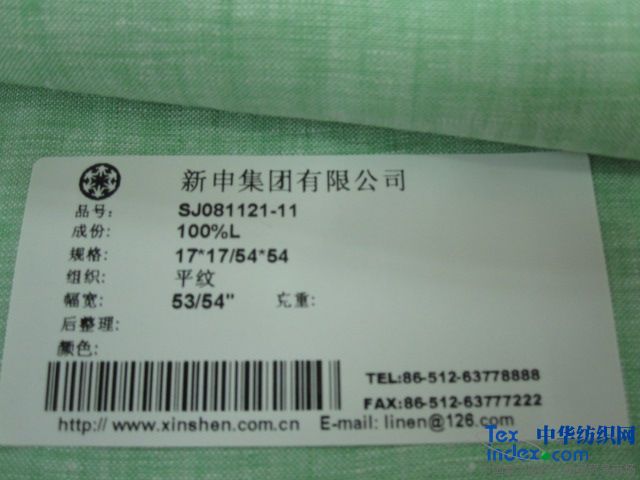 新申集团有限公司
品号: SJ081121-11
成份: 100%L
规格: 17*17/54*54
组织: 平纹
幅宽: 53/54" 克重:
后整理:
颜色:
TEL:86-512-63778888
FAX:86-512-63777222
http://www.xinshen.com.cn E-mail: linen@126.com
Tex 中华纺织网
index.com